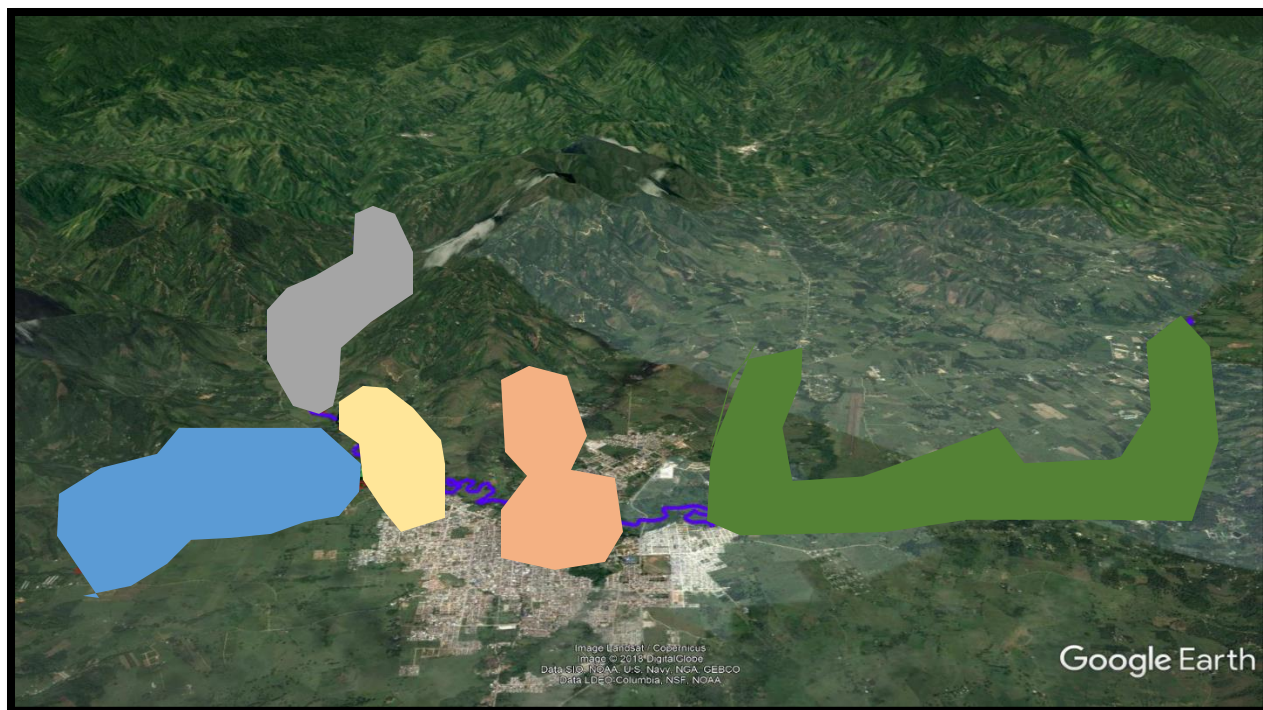 Image Landsat / Copernicus
Image © 2018 DigitalGlobe
Data SIO, NOAA, U.S. Navy, NGA, GEBCO
Data LDEO-Columbia, NSF, NOAA
Google Earth